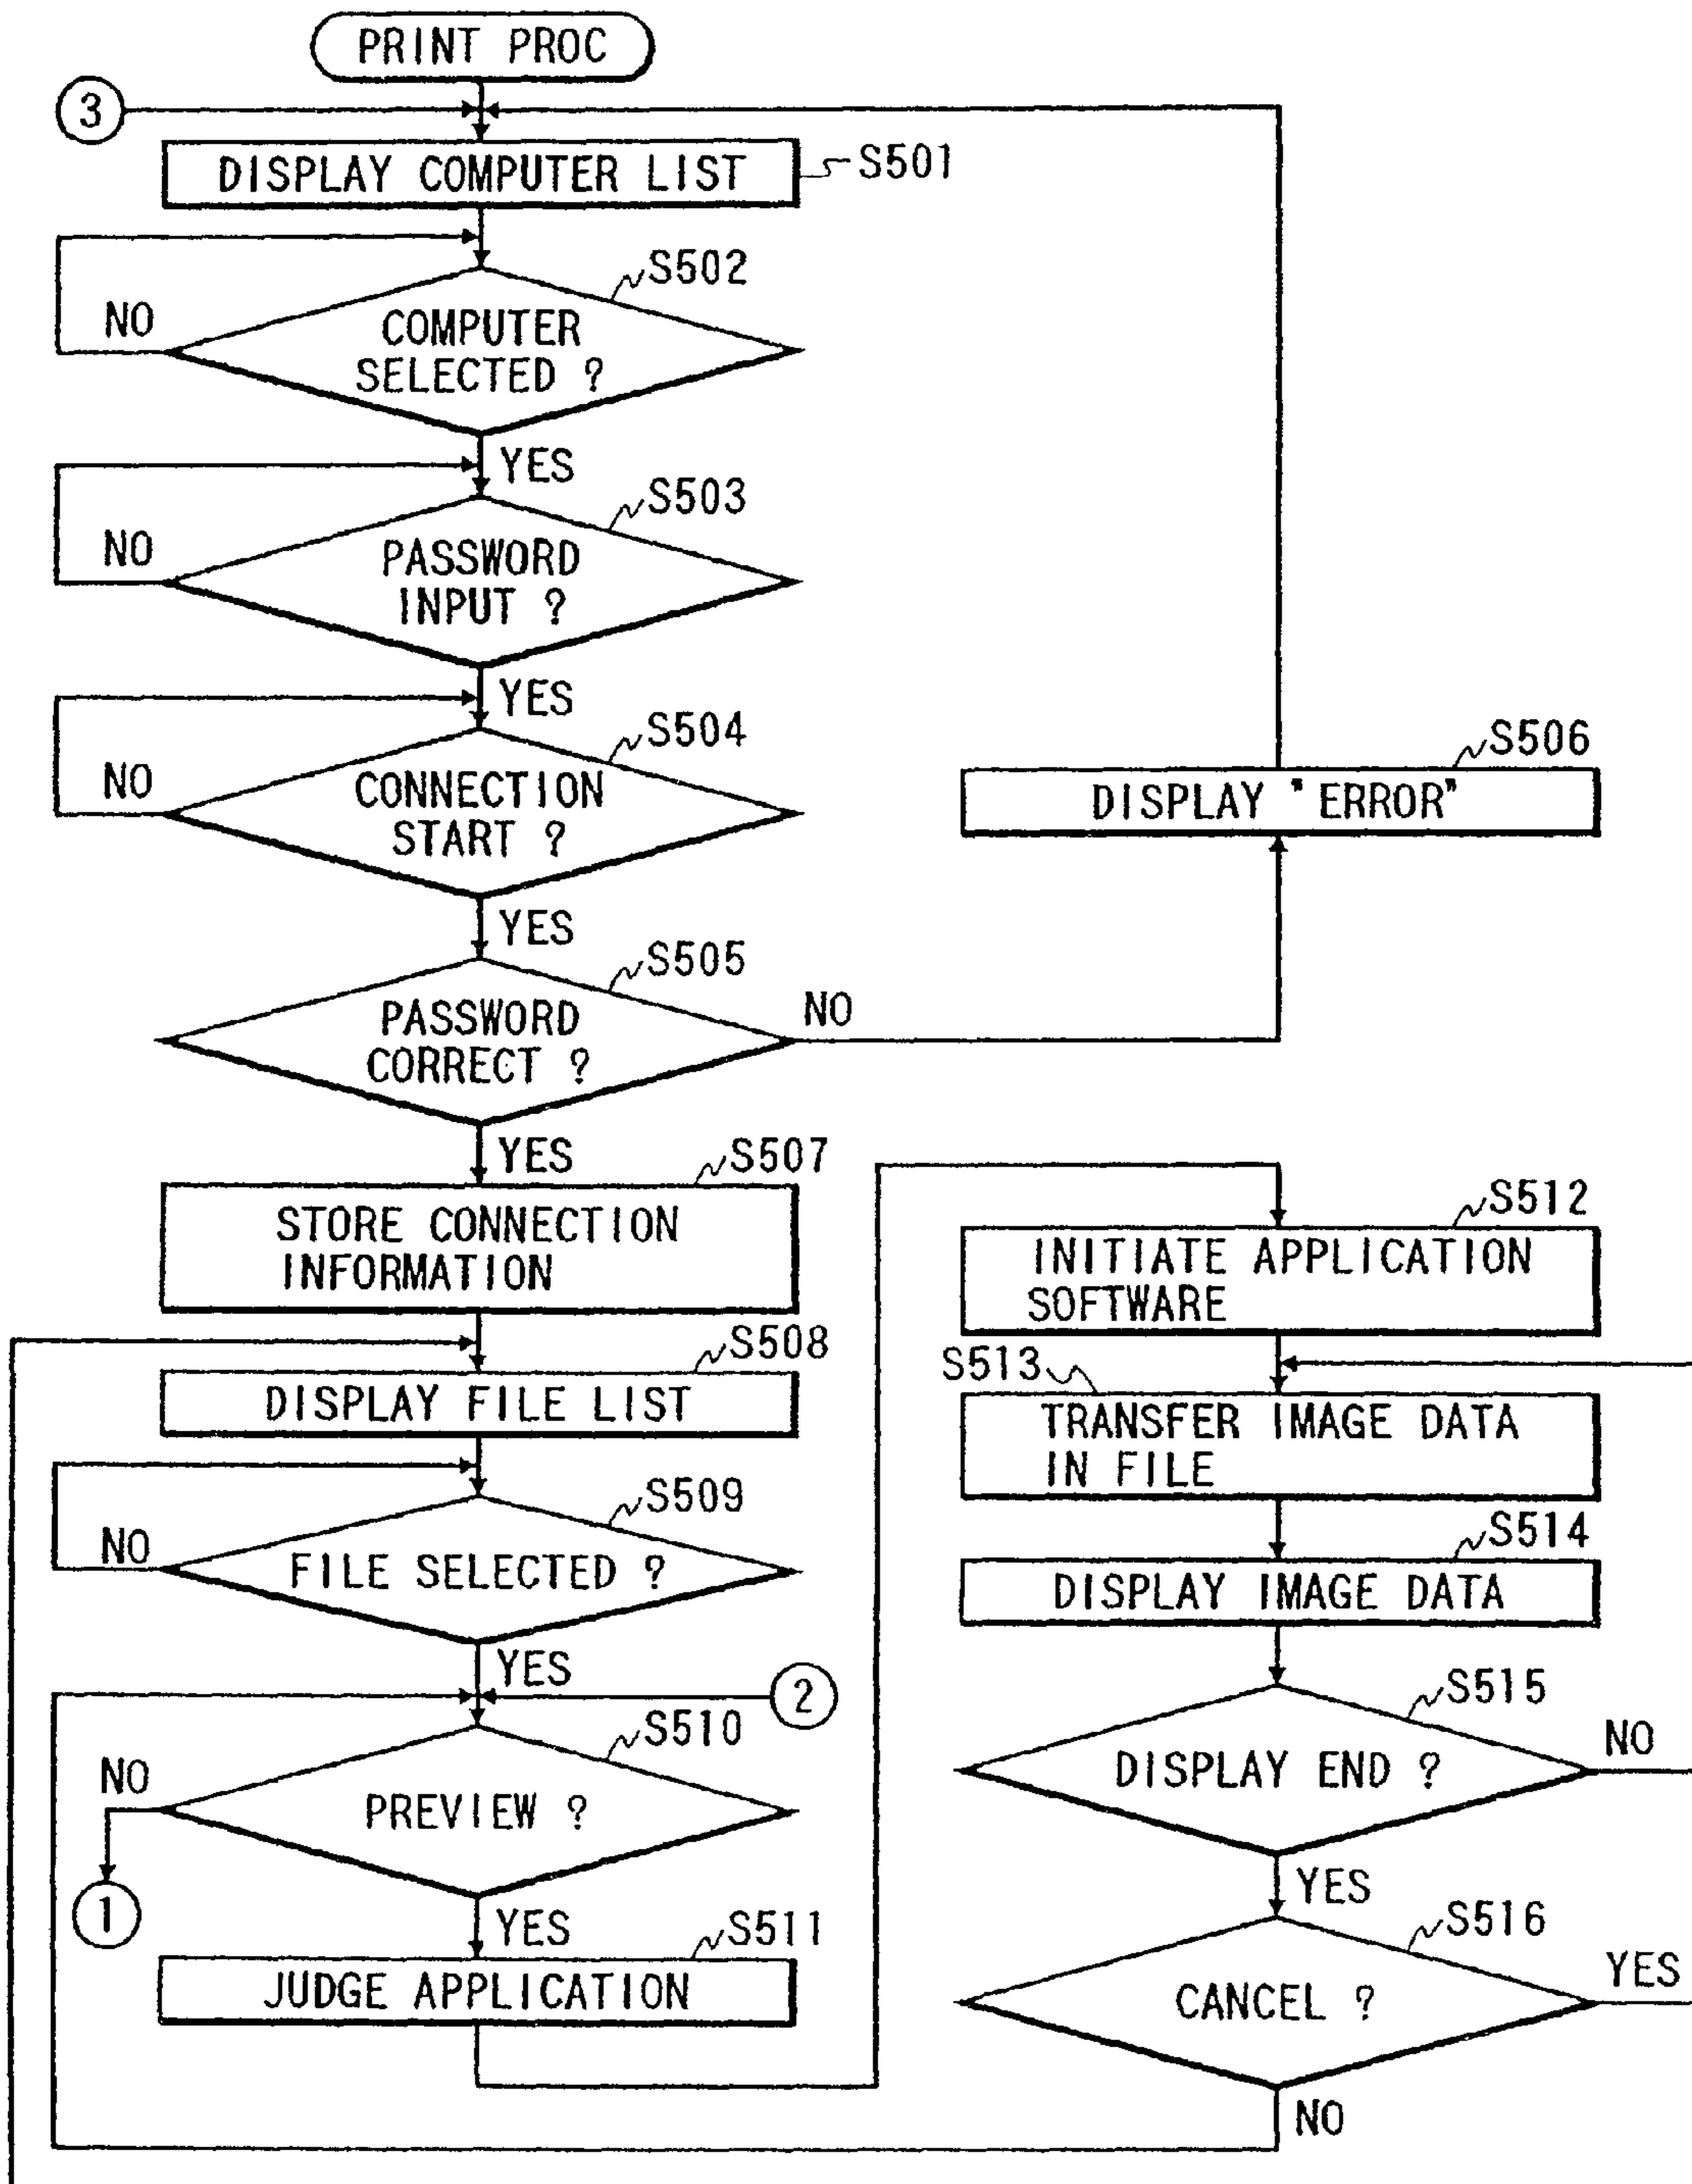 PRINT PROC
3
DISPLAY COMPUTER LIST
S501
S502
NO
COMPUTER
SELECTED ?
YES
S503
NO
PASSWORD
INPUT ?
YES
S504
NO
CONNECTION
START ?
S506
DISPLAY "ERROR"
YES
S505
PASSWORD
CORRECT ?
NO
YES
S507
STORE CONNECTION
INFORMATION
S508
DISPLAY FILE LIST
S509
NO
FILE SELECTED ?
YES
2
S510
NO
PREVIEW ?
1
YES
S511
JUDGE APPLICATION
S512
INITIATE APPLICATION
SOFTWARE
S513
TRANSFER IMAGE DATA
IN FILE
S514
DISPLAY IMAGE DATA
S515
NO
DISPLAY END ?
YES
S516
YES
CANCEL ?
NO